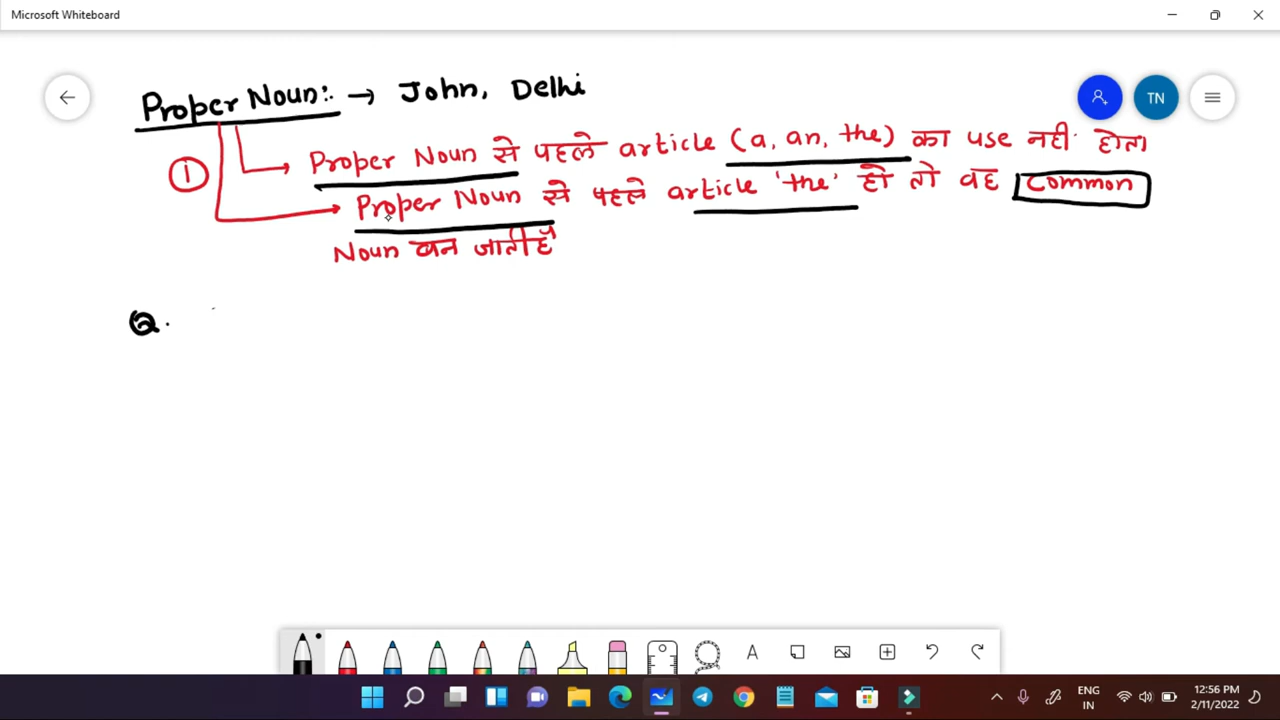 Microsoft Whiteboard
Proper Noun:- → John, Delhi
TN
① Proper Noun से पहले article (a, an, the) का use नहीं होता
Proper Noun से पहले article 'the' हो तो वह Common
Noun बन जाती है
Q.
ENG
IN
12:56 PM
2/11/2022